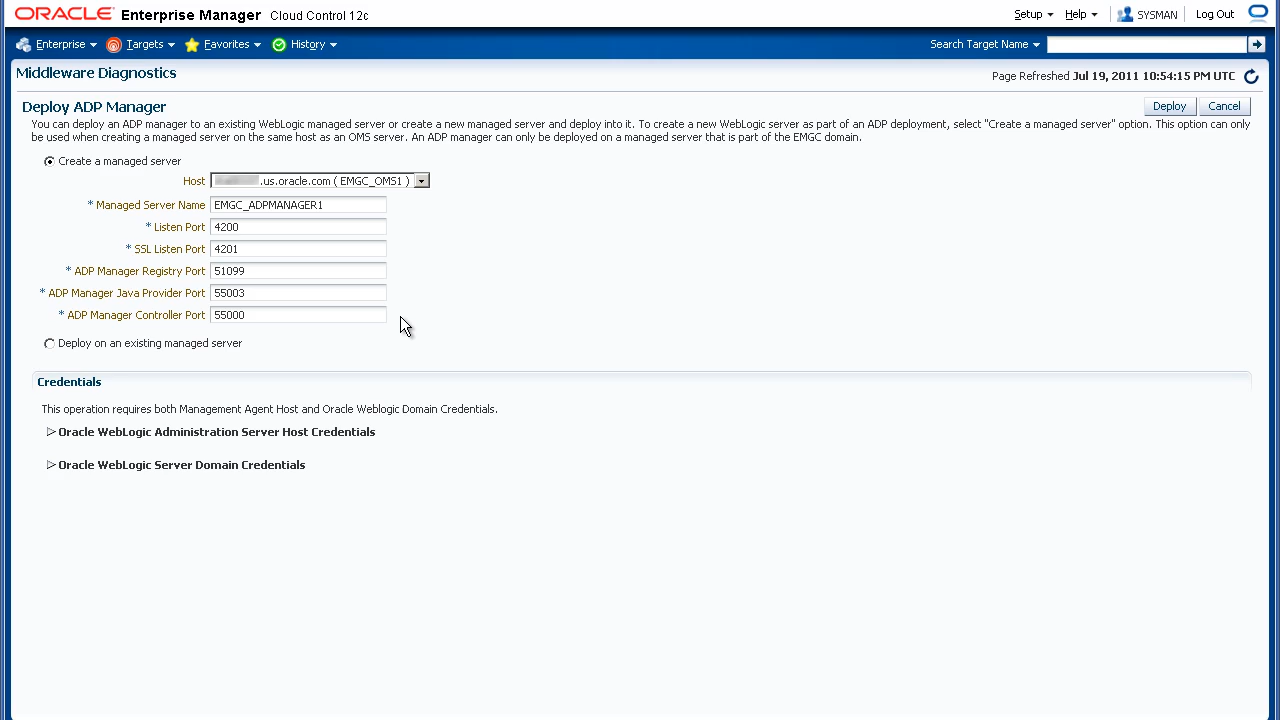 ORACLE Enterprise Manager Cloud Control 12c Setup Help SYSMAN Log Out
Enterprise Targets Favorites History Search Target Name
Middleware Diagnostics Page Refreshed Jul 19, 2011 10:54:15 PM UTC
Deploy ADP Manager Deploy Cancel
You can deploy an ADP manager to an existing WebLogic managed server or create a new managed server and deploy into it. To create a new WebLogic server as part of an ADP deployment, select "Create a managed server" option. This option can only
be used when creating a managed server on the same host as an OMS server. An ADP manager can only be deployed on a managed server that is part of the EMGC domain.
Create a managed server
Host .us.oracle.com ( EMGC_OMS1 )
* Managed Server Name EMGC_ADPMANAGER1
* Listen Port 4200
* SSL Listen Port 4201
* ADP Manager Registry Port 51099
* ADP Manager Java Provider Port 55003
* ADP Manager Controller Port 55000
Deploy on an existing managed server
Credentials
This operation requires both Management Agent Host and Oracle Weblogic Domain Credentials.
Oracle WebLogic Administration Server Host Credentials
Oracle WebLogic Server Domain Credentials